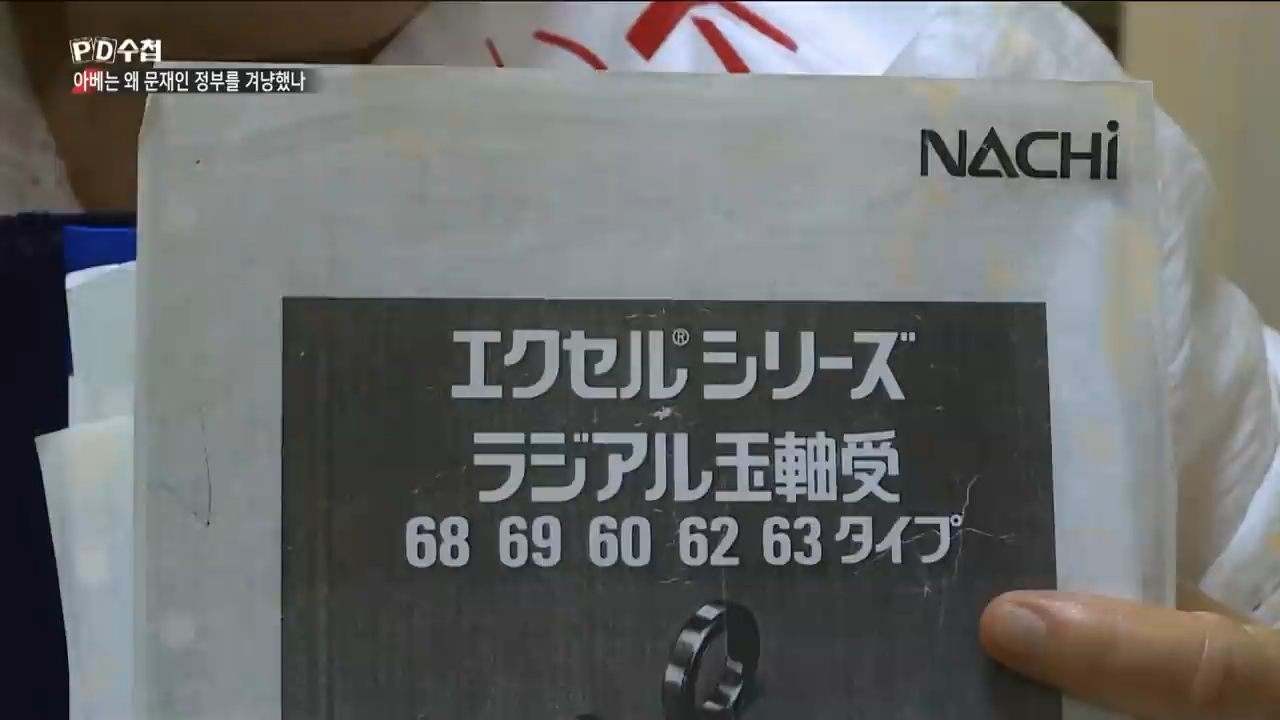 PD수첩
아베는 왜 문재인 정부를 겨냥했나
NACHi
エクセル® シリーズ
ラジアル玉軸受
68 69 60 62 63 タイプ